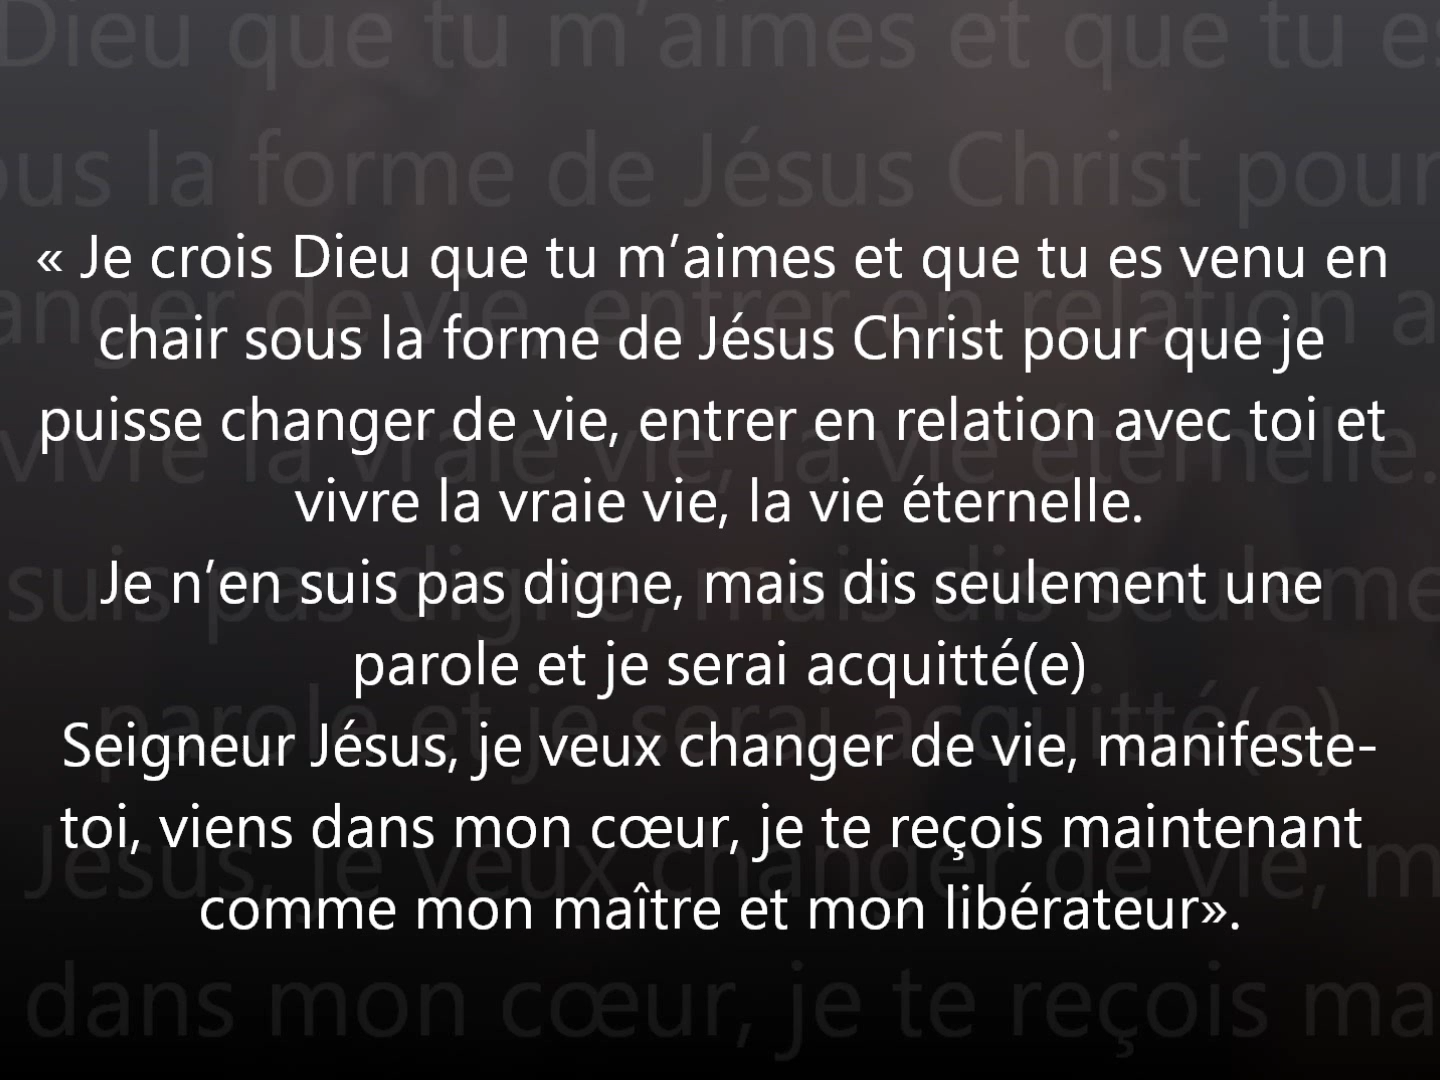 « Je crois Dieu que tu m’aimes et que tu es venu en
chair sous la forme de Jésus Christ pour que je
puisse changer de vie, entrer en relation avec toi et
vivre la vraie vie, la vie éternelle.
Je n’en suis pas digne, mais dis seulement une
parole et je serai acquitté(e)
Seigneur Jésus, je veux changer de vie, manifeste-
toi, viens dans mon cœur, je te reçois maintenant
comme mon maître et mon libérateur».